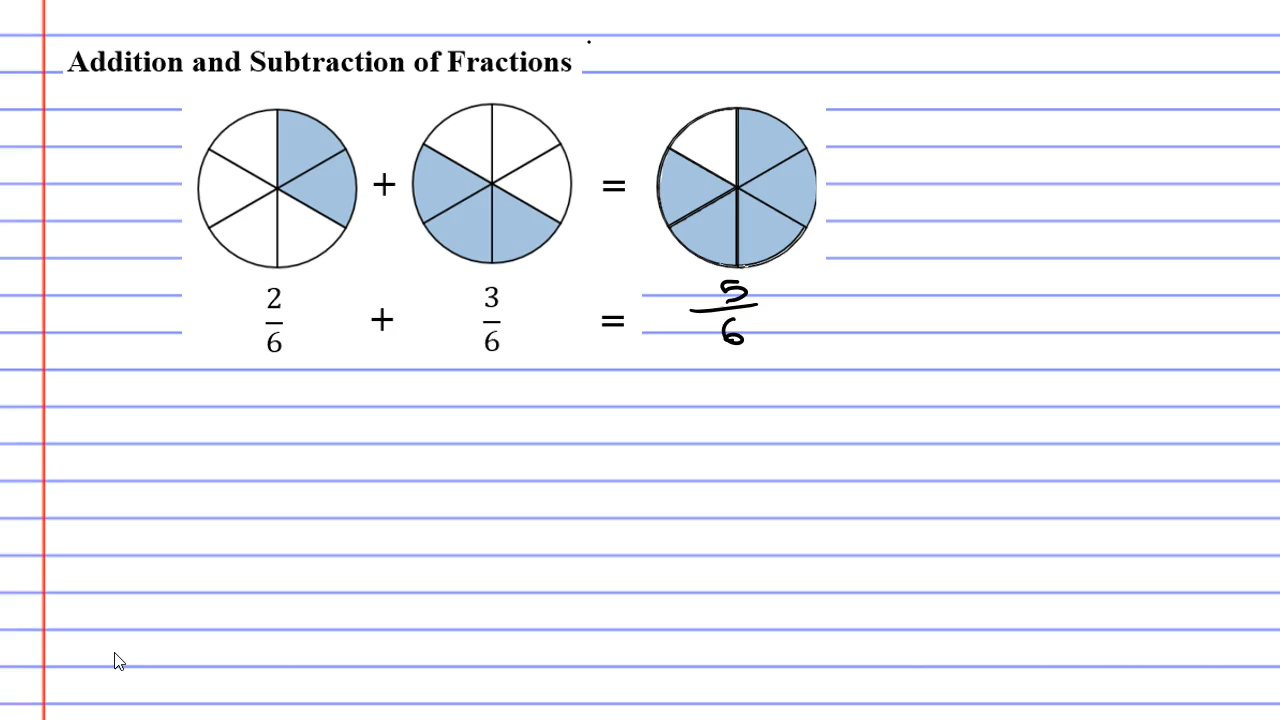 Addition and Subtraction of Fractions
+ =
2/6 + 3/6 = 5/6